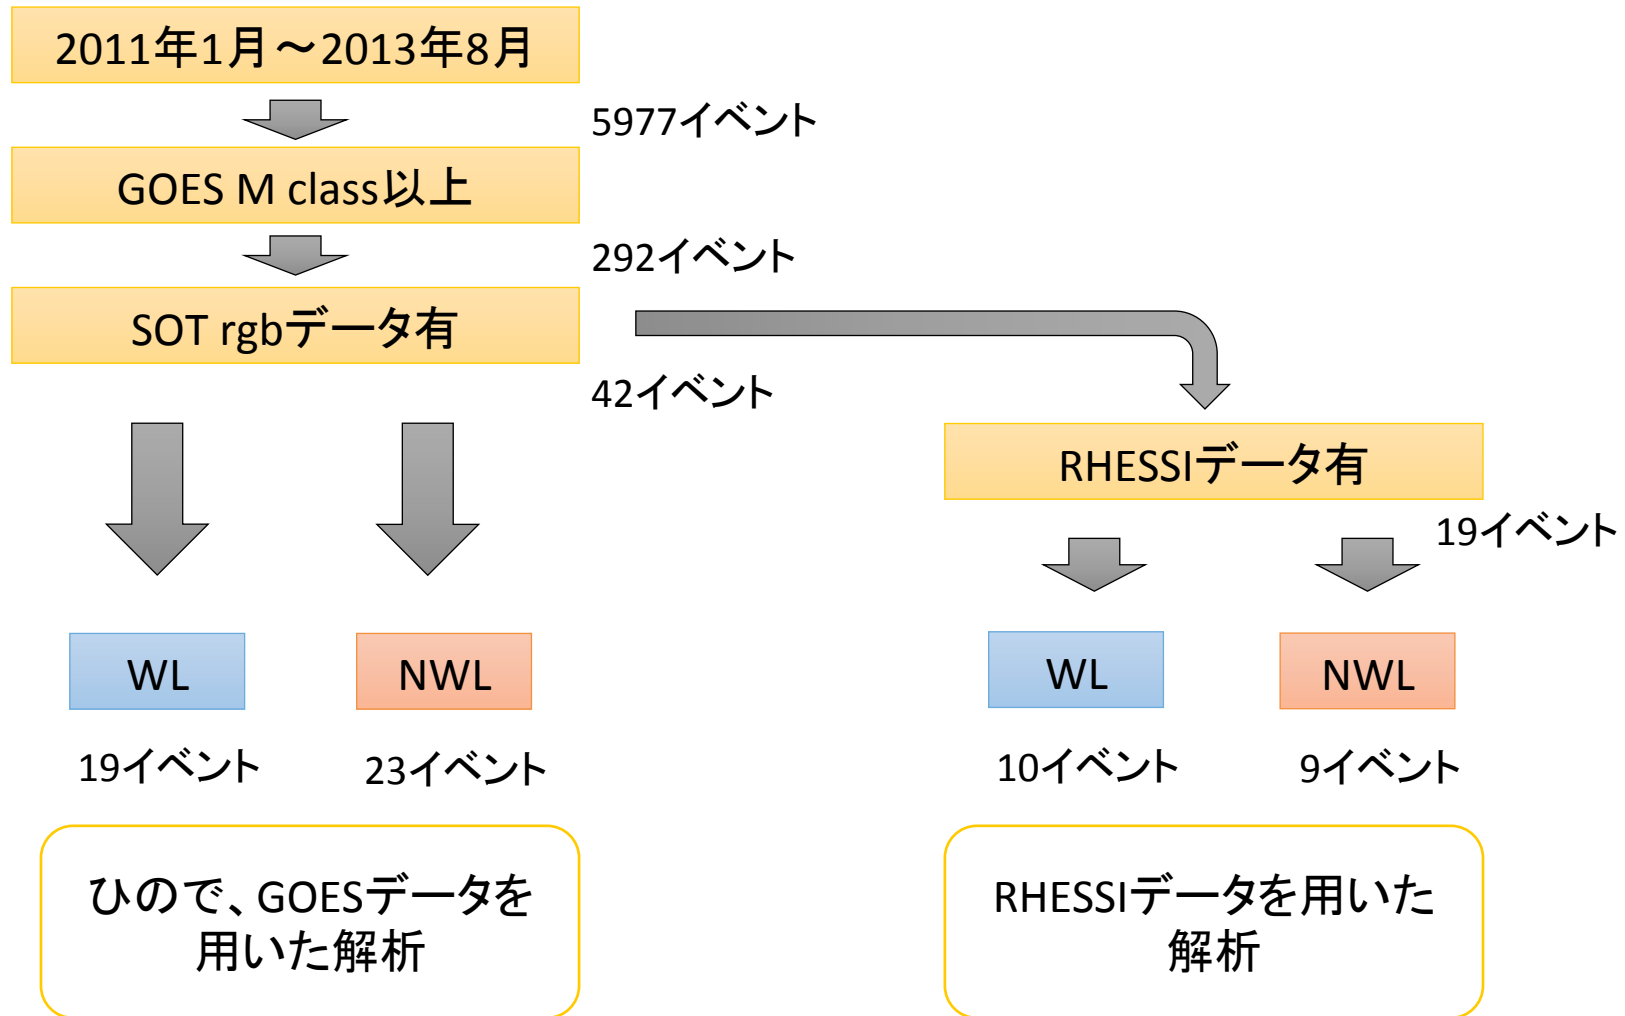 2011年1月～2013年8月
5977イベント
GOES M class以上
292イベント
SOT rgbデータ有
42イベント
RHESSIデータ有
19イベント
WL
NWL
WL
NWL
19イベント
23イベント
10イベント
9イベント
ひので、GOESデータを
用いた解析
RHESSIデータを用いた
解析